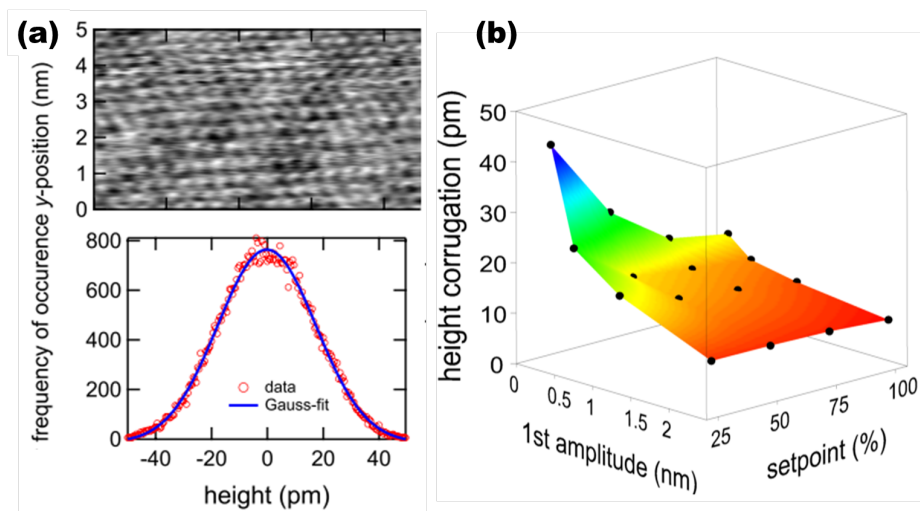 (a)
5
4
3
2
1
0
frequency of occurence y-position (nm)
800
600
400
200
0
data
Gauss-fit
-40 -20 0 20 40
height (pm)
(b)
50
40
30
20
10
0
height corrugation (pm)
0 0.5 1 1.5 2
1st amplitude (nm)
25 50 75 100
setpoint (%)